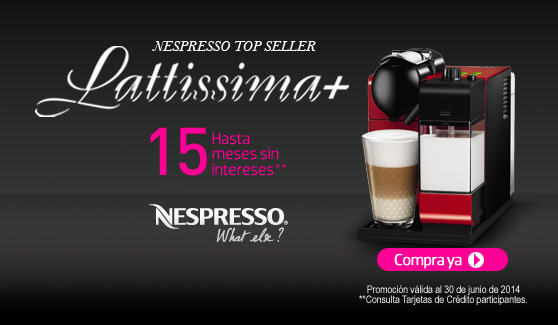 NESPRESSO TOP SELLER
Lattissima+
15 Hasta
meses sin
intereses**
NESPRESSO®
What else?
Compra ya
Promoción válida al 30 de junio de 2014
**Consulta Tarjetas de Crédito participantes.